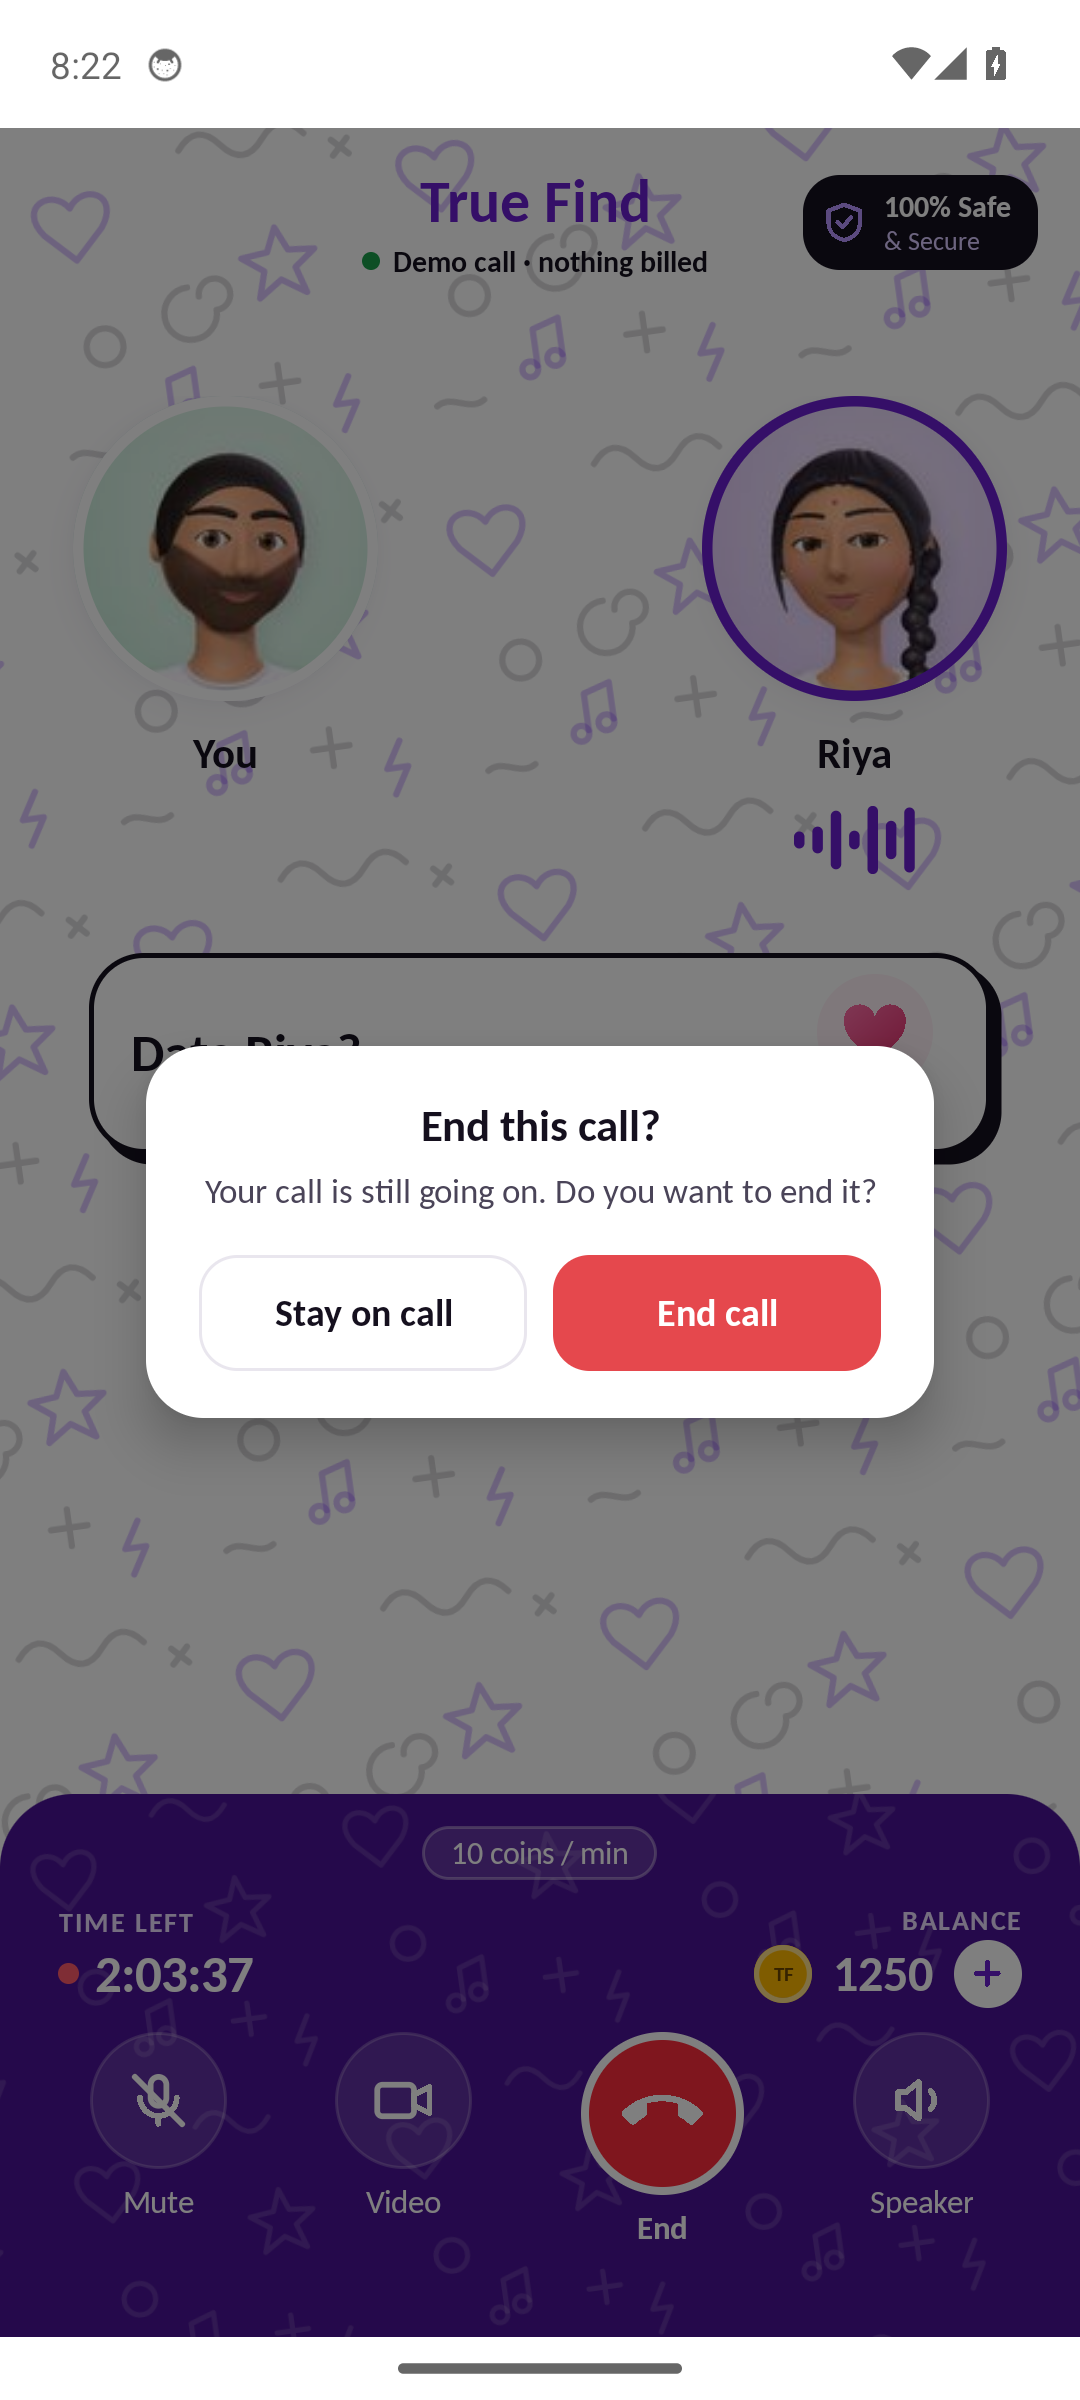 8:22
True Find
Demo call · nothing billed
100% Safe
& Secure
You
Riya
Date Riya?
End this call?
Your call is still going on. Do you want to end it?
Stay on call
End call
10 coins / min
TIME LEFT
2:03:37
BALANCE
TF
1250
Mute
Video
End
Speaker